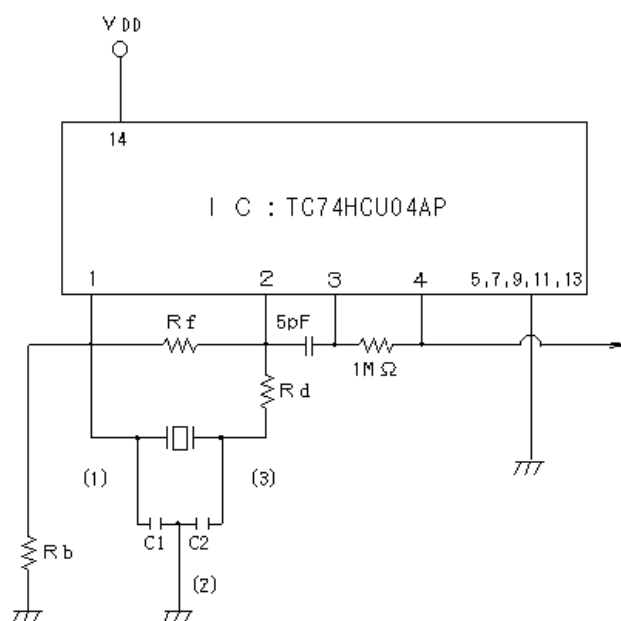 VDD
14
IC:TC74HCU04AP
1 2 3 4 5,7,9,11,13
Rf 5pF
1MΩ
Rd
(1) (3)
C1 C2
Rb
(2)